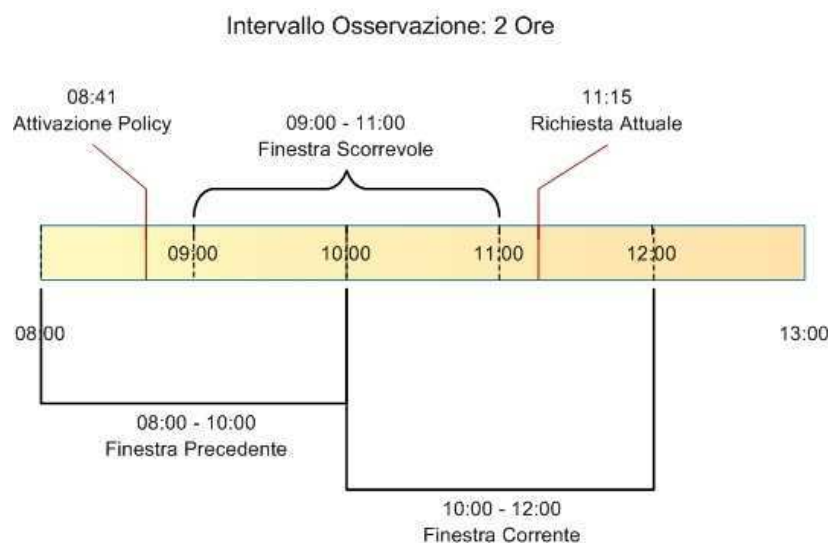 Intervallo Osservazione: 2 Ore
08:41
Attivazione Policy
09:00 - 11:00
Finestra Scorrevole
11:15
Richiesta Attuale
09:00
10:00
11:00
12:00
08:00
13:00
08:00 - 10:00
Finestra Precedente
10:00 - 12:00
Finestra Corrente